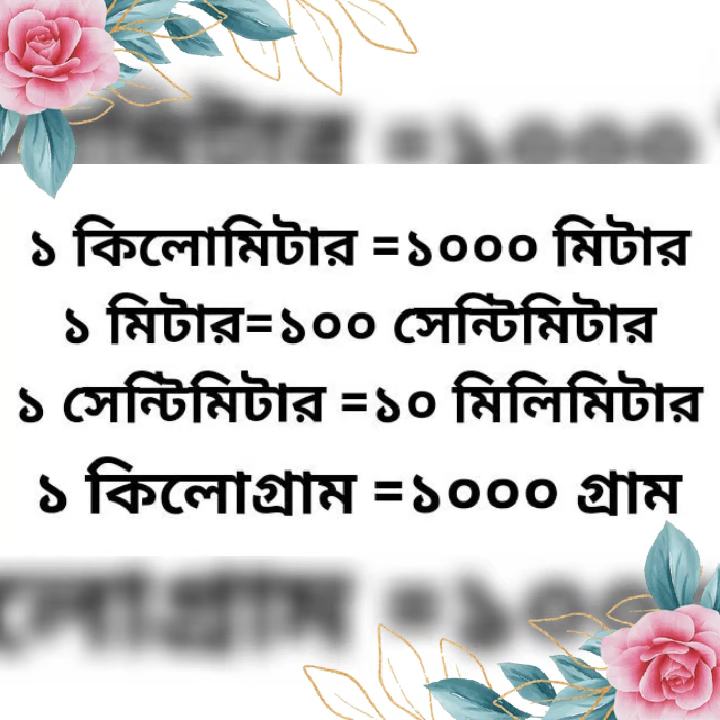 ১ কিলোমিটার =১০০০ মিটার
১ মিটার=১০০ সেন্টিমিটার
১ সেন্টিমিটার =১০ মিলিমিটার
১ কিলোগ্রাম =১০০০ গ্রাম